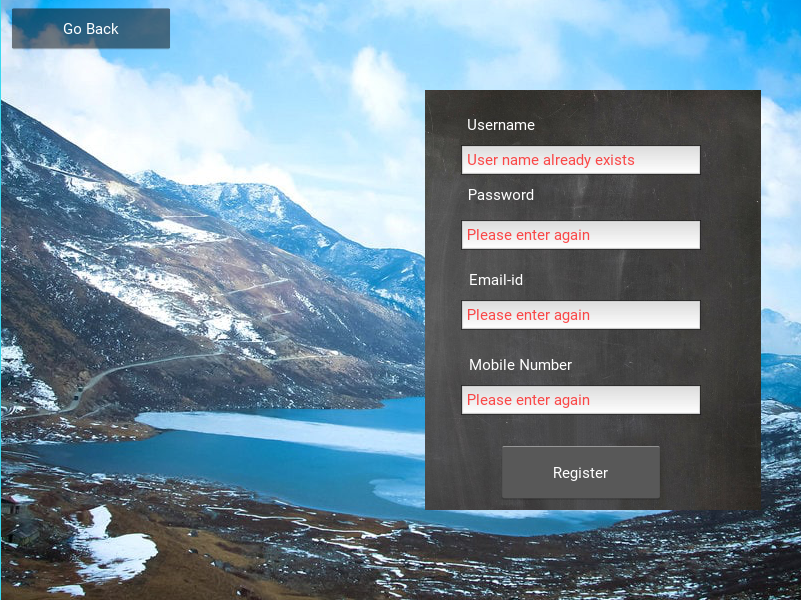 Go Back
Username
User name already exists
Password
Please enter again
Email-id
Please enter again
Mobile Number
Please enter again
Register